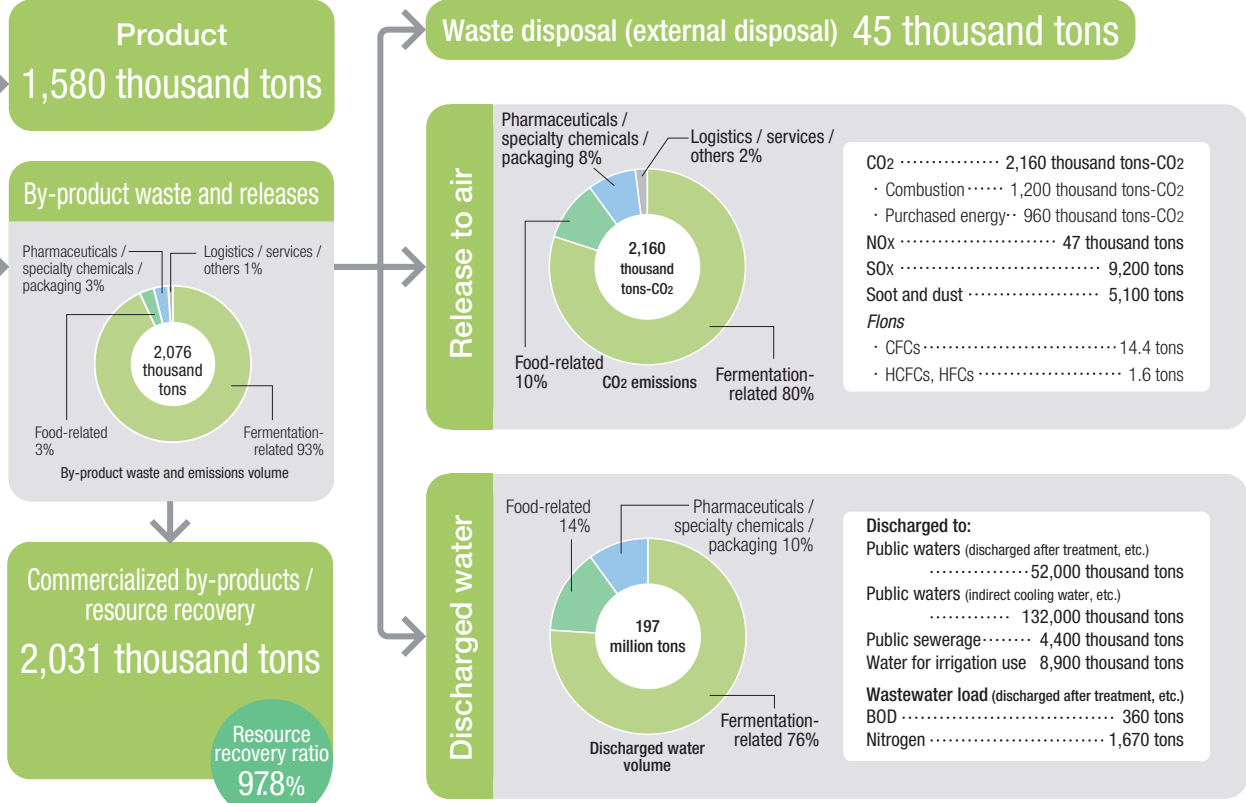 Product
1,580 thousand tons
By-product waste and releases
Pharmaceuticals /
specialty chemicals /
packaging 3%
Logistics / services /
others 1%
2,076
thousand
tons
Food-related
3%
Fermentation-
related 93%
By-product waste and emissions volume
Commercialized by-products /
resource recovery
2,031 thousand tons
Resource
recovery ratio
97.8%
Waste disposal (external disposal) 45 thousand tons
Release to air
Pharmaceuticals /
specialty chemicals /
packaging 8%
Logistics / services /
others 2%
2,160
thousand
tons-CO2
Food-related
10%
CO2 emissions
Fermentation-
related 80%
CO2 ··············· 2,160 thousand tons-CO2
· Combustion ······ 1,200 thousand tons-CO2
· Purchased energy·· 960 thousand tons-CO2
NOx ························ 47 thousand tons
SOx ································ 9,200 tons
Soot and dust ···················· 5,100 tons
Flons
· CFCs ······························ 14.4 tons
· HCFCs, HFCs ······················ 1.6 tons
Discharged water
Food-related
14%
Pharmaceuticals /
specialty chemicals /
packaging 10%
197
million tons
Fermentation-
related 76%
Discharged water
volume
Discharged to:
Public waters (discharged after treatment, etc.)
···············52,000 thousand tons
Public waters (indirect cooling water, etc.)
············· 132,000 thousand tons
Public sewerage········ 4,400 thousand tons
Water for irrigation use 8,900 thousand tons
Wastewater load (discharged after treatment, etc.)
BOD ································ 360 tons
Nitrogen ·························· 1,670 tons